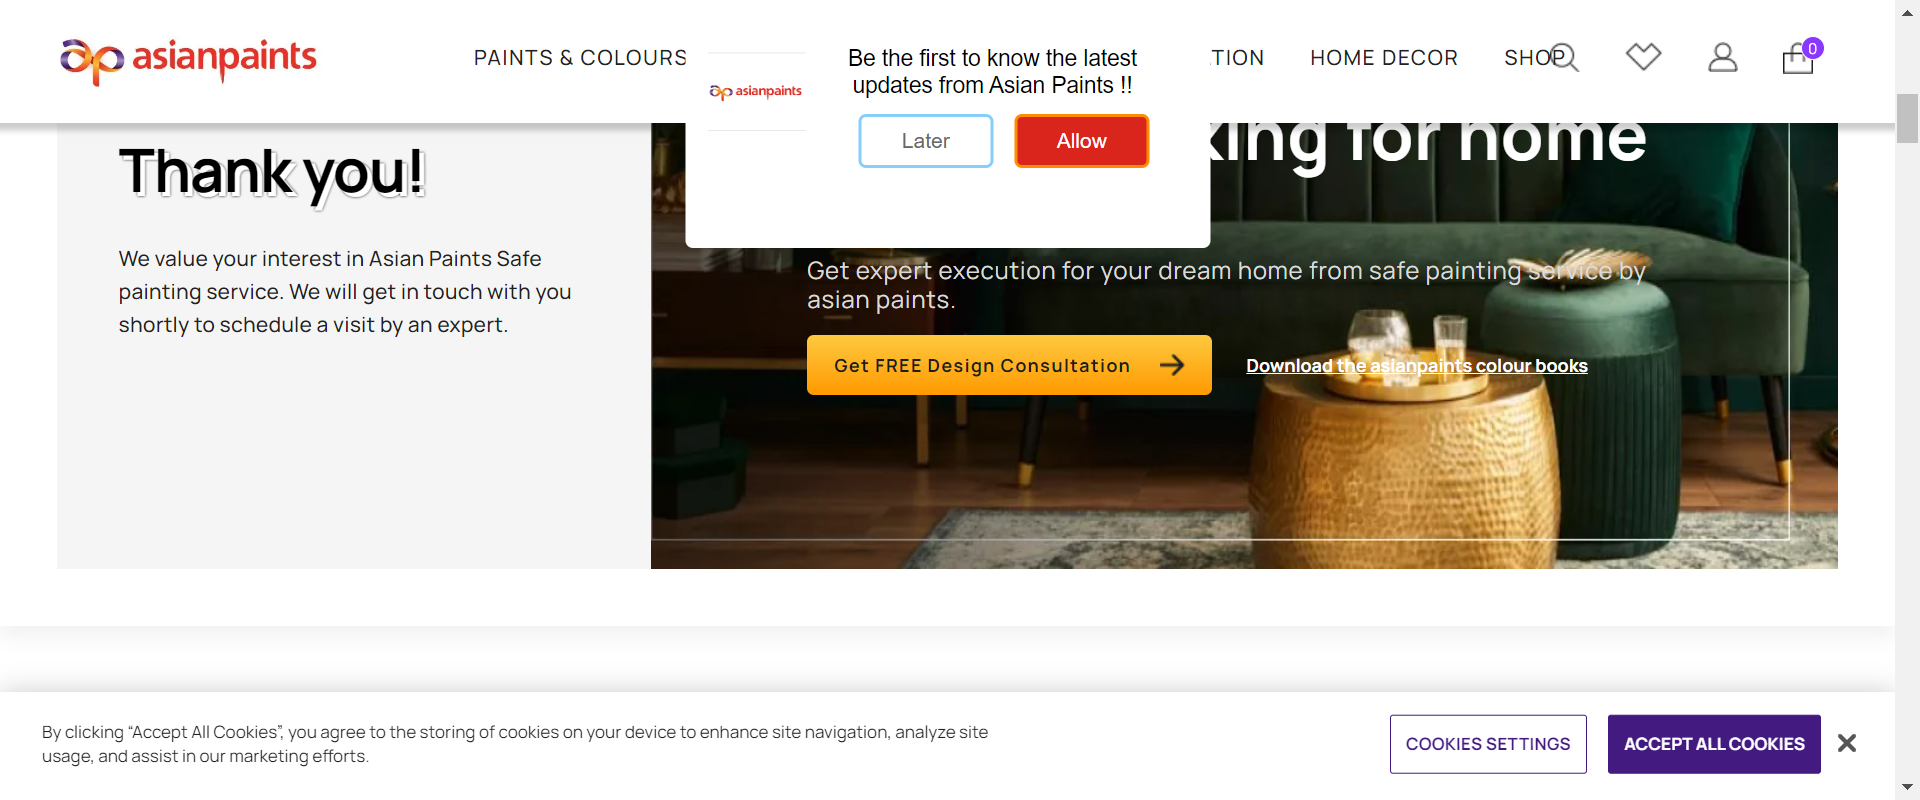 asianpaints
PAINTS & COLOURS
TION
HOME DECOR
SHOP
0
asianpaints
Be the first to know the latest
updates from Asian Paints !!
Later
Allow
Thank you!
We value your interest in Asian Paints Safe
painting service. We will get in touch with you
shortly to schedule a visit by an expert.
king for home
Get expert execution for your dream home from safe painting service by
asian paints.
Get FREE Design Consultation
Download the asianpaints colour books
By clicking “Accept All Cookies”, you agree to the storing of cookies on your device to enhance site navigation, analyze site
usage, and assist in our marketing efforts.
COOKIES SETTINGS
ACCEPT ALL COOKIES